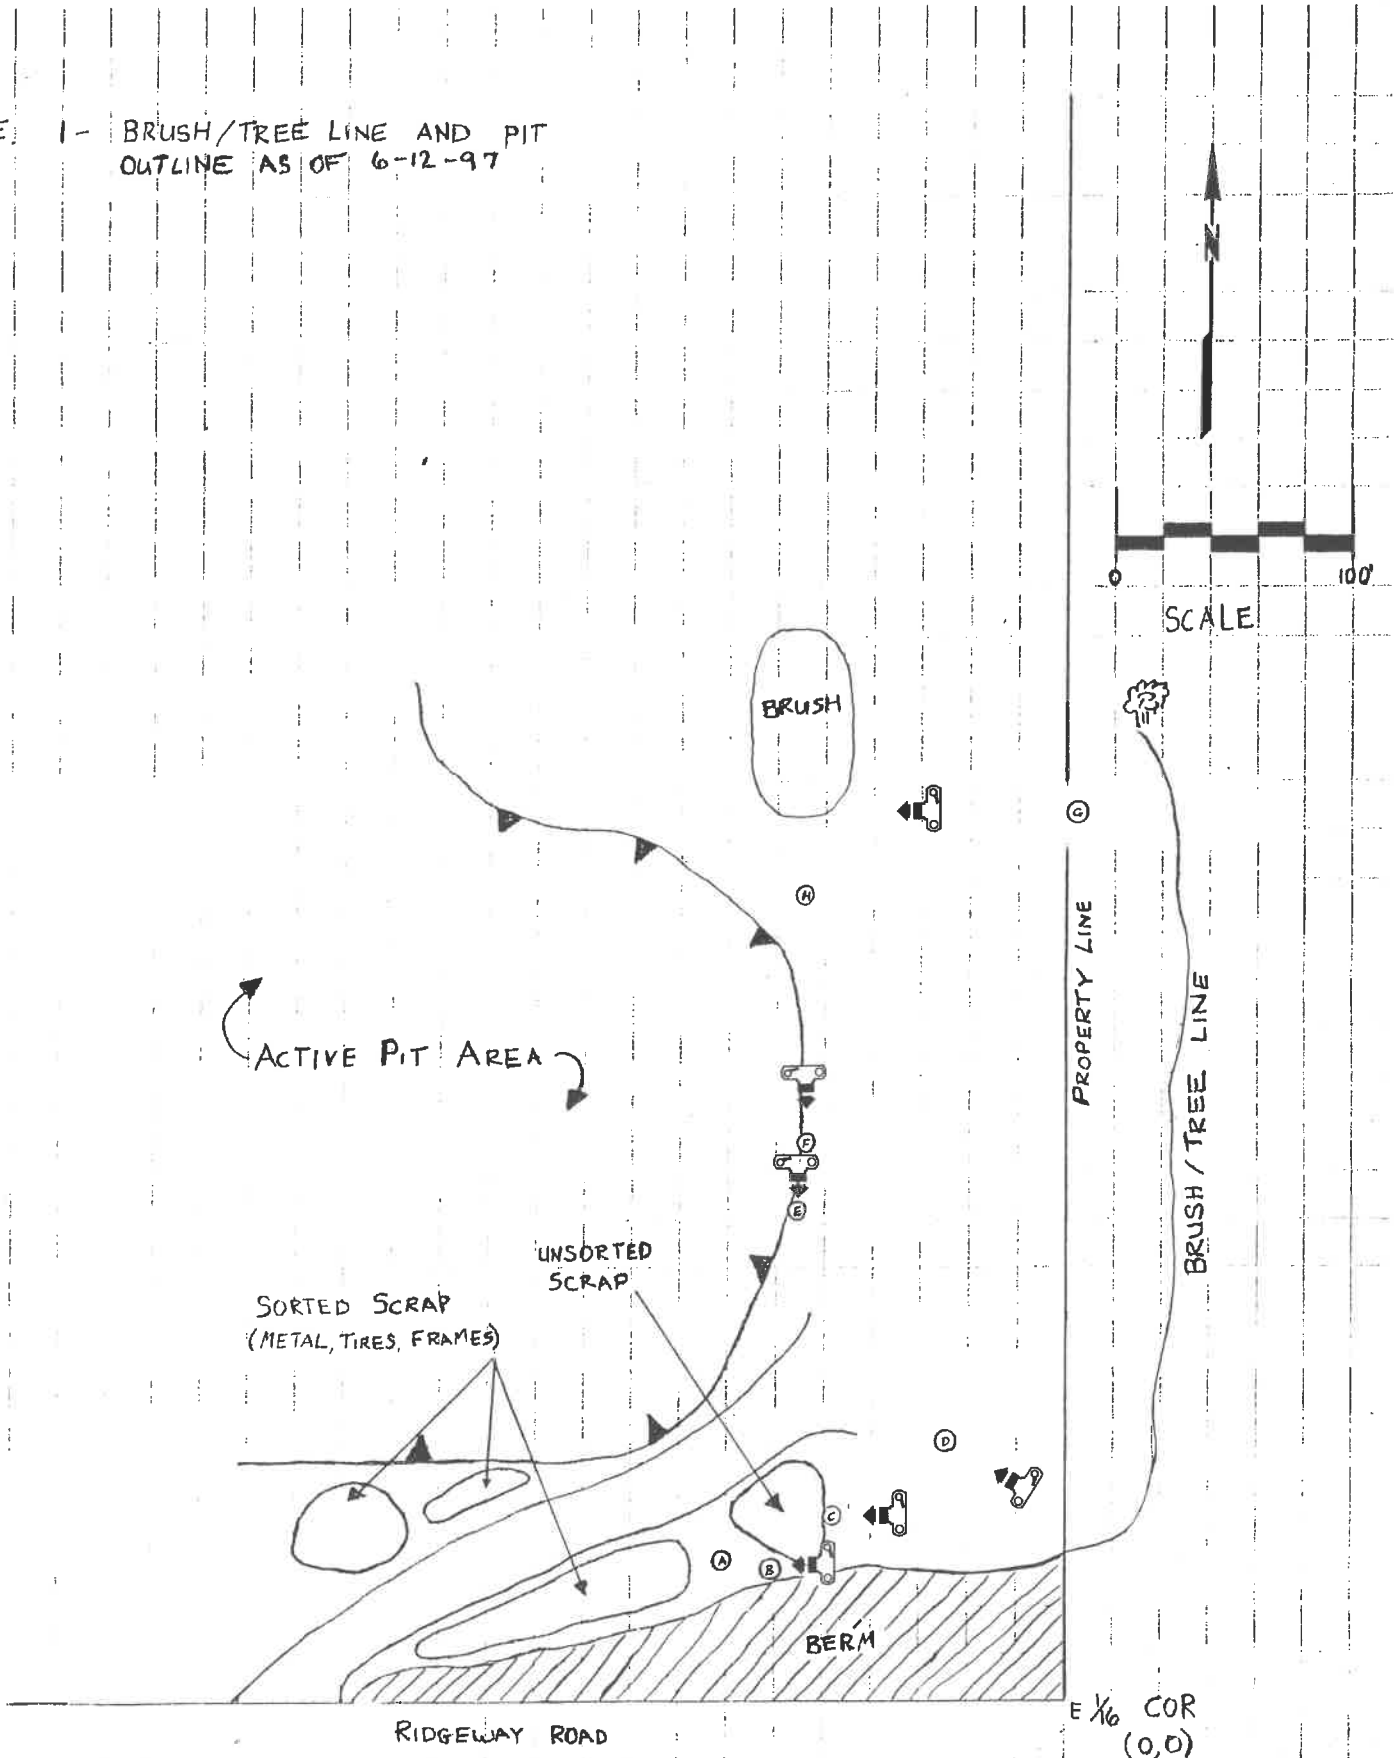 E. 1- BRUSH/TREE LINE AND PIT
OUTLINE AS OF 6-12-97
N
0 100'
SCALE
BRUSH
G
H
PROPERTY LINE
BRUSH / TREE LINE
ACTIVE PIT AREA
F
E
UNSORTED
SCRAP
SORTED SCRAP
(METAL, TIRES, FRAMES)
D
C
A
B
BERM
E 1/16 COR
(0,0)
RIDGEWAY ROAD